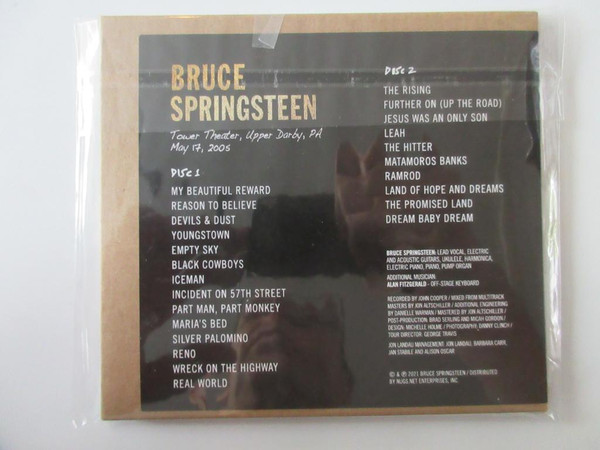 BRUCE
SPRINGSTEEN
Tower Theater, Upper Darby, PA
May 17, 2005
DISC 1
MY BEAUTIFUL REWARD
REASON TO BELIEVE
DEVILS & DUST
YOUNGSTOWN
EMPTY SKY
BLACK COWBOYS
ICEMAN
INCIDENT ON 57TH STREET
PART MAN, PART MONKEY
MARIA'S BED
SILVER PALOMINO
RENO
WRECK ON THE HIGHWAY
REAL WORLD
DISC 2
THE RISING
FURTHER ON (UP THE ROAD)
JESUS WAS AN ONLY SON
LEAH
THE HITTER
MATAMOROS BANKS
RAMROD
LAND OF HOPE AND DREAMS
THE PROMISED LAND
DREAM BABY DREAM
BRUCE SPRINGSTEEN: LEAD VOCAL, ELECTRIC
AND ACOUSTIC GUITARS, UKULELE, HARMONICA,
ELECTRIC PIANO, PIANO, PUMP ORGAN
ADDITIONAL MUSICIAN:
ALAN FITZGERALD - OFF-STAGE KEYBOARD
RECORDED BY JOHN COOPER / MIXED FROM MULTITRACK
MASTERS BY JON ALTSCHILLER / ADDITIONAL ENGINEERING
BY DANIELLE WARMAN / MASTERED BY JON ALTSCHILLER /
POST-PRODUCTION: BRAD SERLING AND MICAH GORDON /
DESIGN: MICHELLE HOLME / PHOTOGRAPHY: DANNY CLINCH /
TOUR DIRECTOR: GEORGE TRAVIS
JON LANDAU MANAGEMENT: JON LANDAU, BARBARA CARR,
JAN STABILE AND ALISON OSCAR
© & ℗ 2021 BRUCE SPRINGSTEEN / DISTRIBUTED
BY NUGS.NET ENTERPRISES, INC